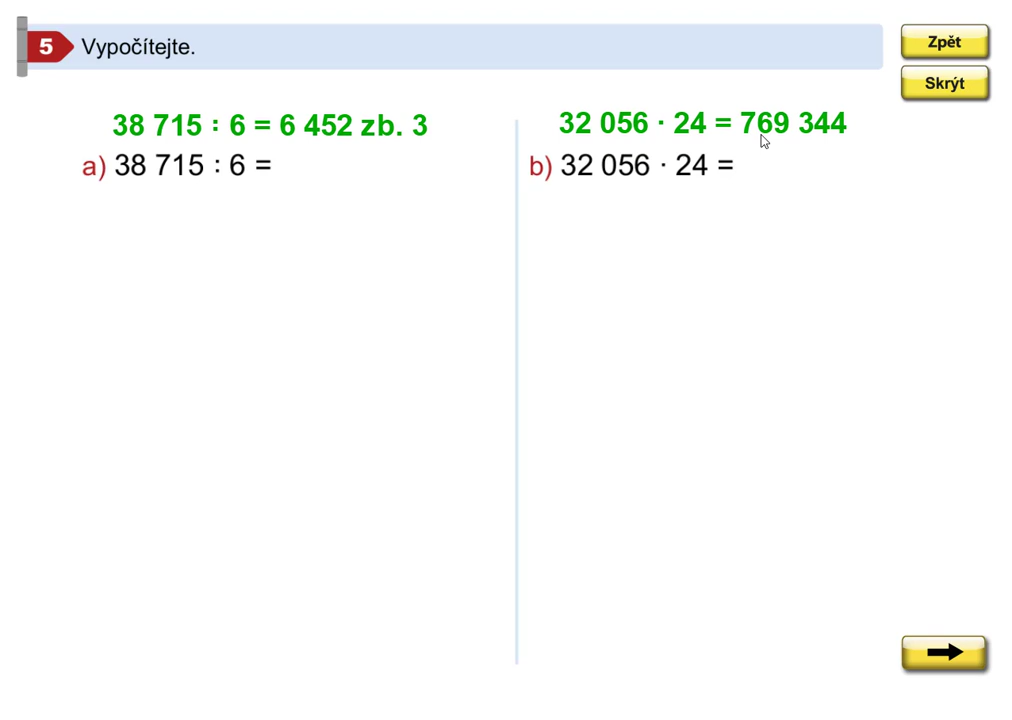 5 Vypočítejte.
Zpět
Skrýt
38 715 : 6 = 6 452 zb. 3
a) 38 715 : 6 =
32 056 · 24 = 769 344
b) 32 056 · 24 =